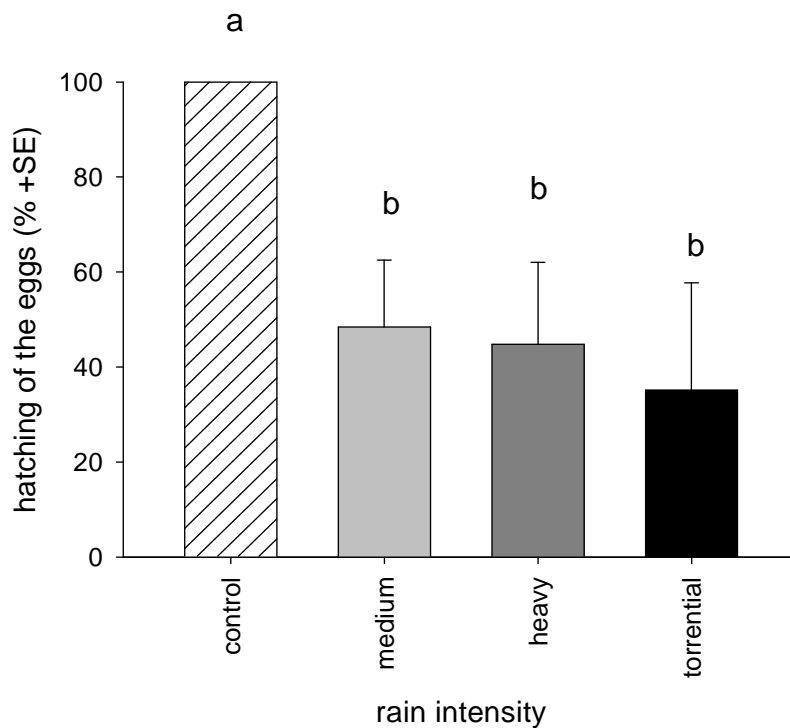 a
b
b
b
100
80
60
40
20
0
hatching of the eggs (% +SE)
control
medium
heavy
torrential
rain intensity